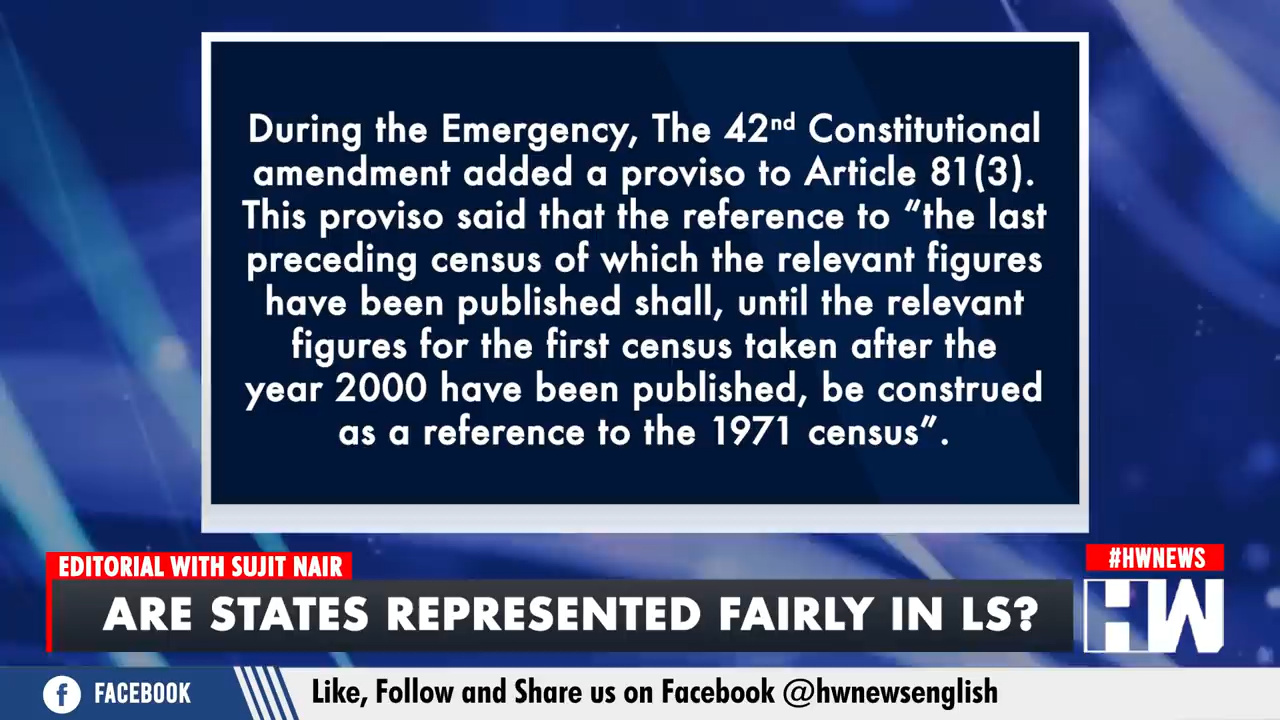 During the Emergency, The 42nd Constitutional
amendment added a proviso to Article 81(3).
This proviso said that the reference to “the last
preceding census of which the relevant figures
have been published shall, until the relevant
figures for the first census taken after the
year 2000 have been published, be construed
as a reference to the 1971 census”.
EDITORIAL WITH SUJIT NAIR
#HWNEWS
ARE STATES REPRESENTED FAIRLY IN LS?
HW
f FACEBOOK
Like, Follow and Share us on Facebook @hwnewsenglish